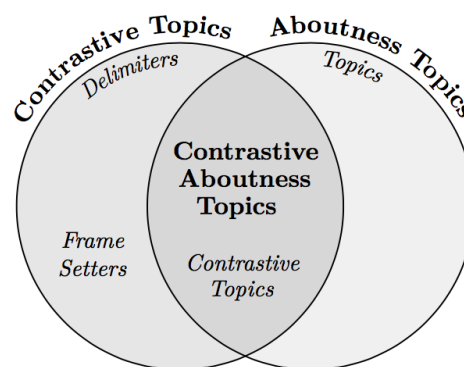 Contrastive Topics
Aboutness Topics
Delimiters
Topics
Contrastive
Aboutness
Topics
Frame
Setters
Contrastive
Topics